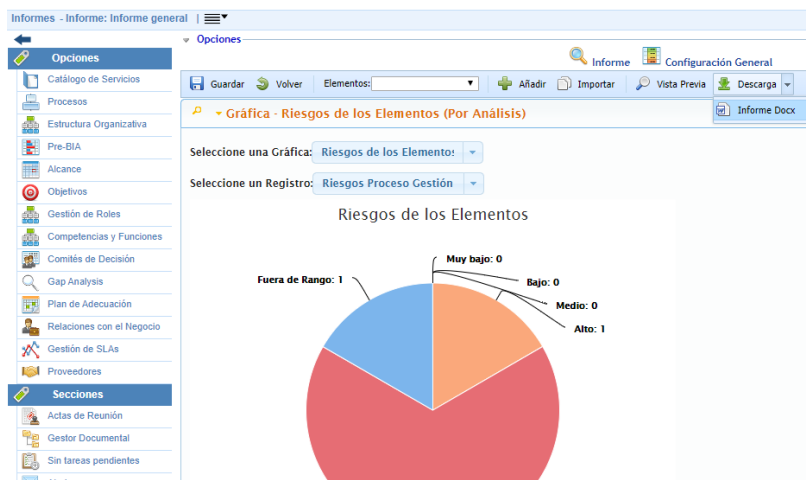 Informes - Informe: Informe general |
Opciones
Informe Configuración General
Opciones
Catálogo de Servicios
Procesos
Estructura Organizativa
Pre-BIA
Alcance
Objetivos
Gestión de Roles
Competencias y Funciones
Comités de Decisión
Gap Analysis
Plan de Adecuación
Relaciones con el Negocio
Gestión de SLAs
Proveedores
Secciones
Actas de Reunión
Gestor Documental
Sin tareas pendientes
Guardar Volver Elementos: Añadir Importar Vista Previa Descarga
Informe Docx
Gráfica - Riesgos de los Elementos (Por Análisis)
Seleccione una Gráfica: Riesgos de los Elementos
Seleccione un Registro: Riesgos Proceso Gestión
Riesgos de los Elementos
Muy bajo: 0
Fuera de Rango: 1
Bajo: 0
Medio: 0
Alto: 1